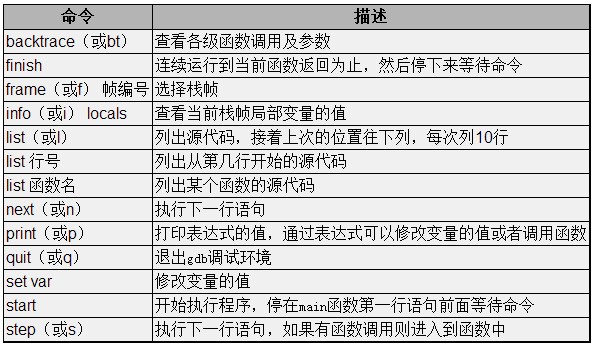 命令 描述
backtrace（或bt） 查看各级函数调用及参数
finish 连续运行到当前函数返回为止，然后停下来等待命令
frame（或f） 帧编号 选择栈帧
info（或i） locals 查看当前栈帧局部变量的值
list（或l） 列出源代码，接着上次的位置往下列，每次列10行
list 行号 列出从第几行开始的源代码
list 函数名 列出某个函数的源代码
next（或n） 执行下一行语句
print（或p） 打印表达式的值，通过表达式可以修改变量的值或者调用函数
quit（或q） 退出gdb调试环境
set var 修改变量的值
start 开始执行程序，停在main函数第一行语句前面等待命令
step（或s） 执行下一行语句，如果有函数调用则进入到函数中